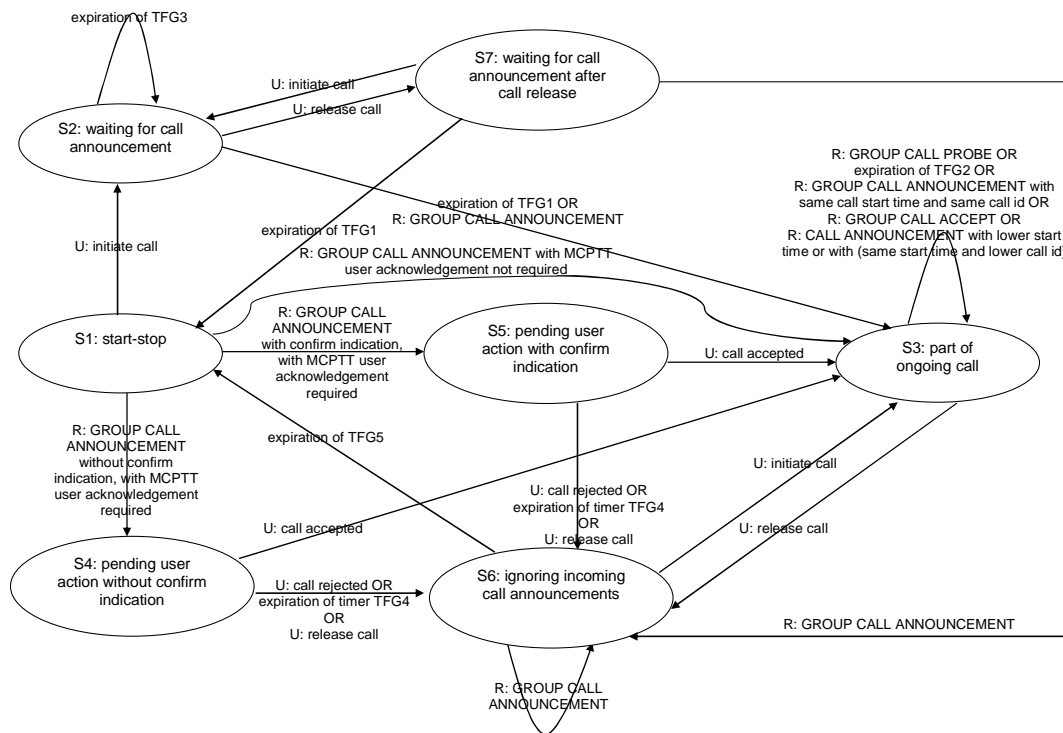 expiration of TFG3
S7: waiting for call
announcement after
call release
U: initiate call
U: release call
S2: waiting for call
announcement
R: GROUP CALL PROBE OR
expiration of TFG2 OR
R: GROUP CALL ANNOUNCEMENT with
same call start time and same call id OR
R: GROUP CALL ACCEPT OR
R: CALL ANNOUNCEMENT with lower start
time or with (same start time and lower call id)
expiration of TFG1 OR
R: GROUP CALL ANNOUNCEMENT
expiration of TFG1
U: initiate call
R: GROUP CALL ANNOUNCEMENT with MCPTT
user acknowledgement not required
S1: start-stop
R: GROUP CALL
ANNOUNCEMENT
with confirm indication,
with MCPTT user
acknowledgement
required
S5: pending user
action with confirm
indication
U: call accepted
S3: part of
ongoing call
R: GROUP CALL
ANNOUNCEMENT
without confirm
indication, with MCPTT
user acknowledgement
required
expiration of TFG5
U: initiate call
U: call rejected OR
expiration of timer TFG4
OR
U: release call
U: call accepted
U: release call
S4: pending user
action without confirm
indication
U: call rejected OR
expiration of timer TFG4
OR
U: release call
S6: ignoring incoming
call announcements
R: GROUP CALL ANNOUNCEMENT
R: GROUP CALL
ANNOUNCEMENT